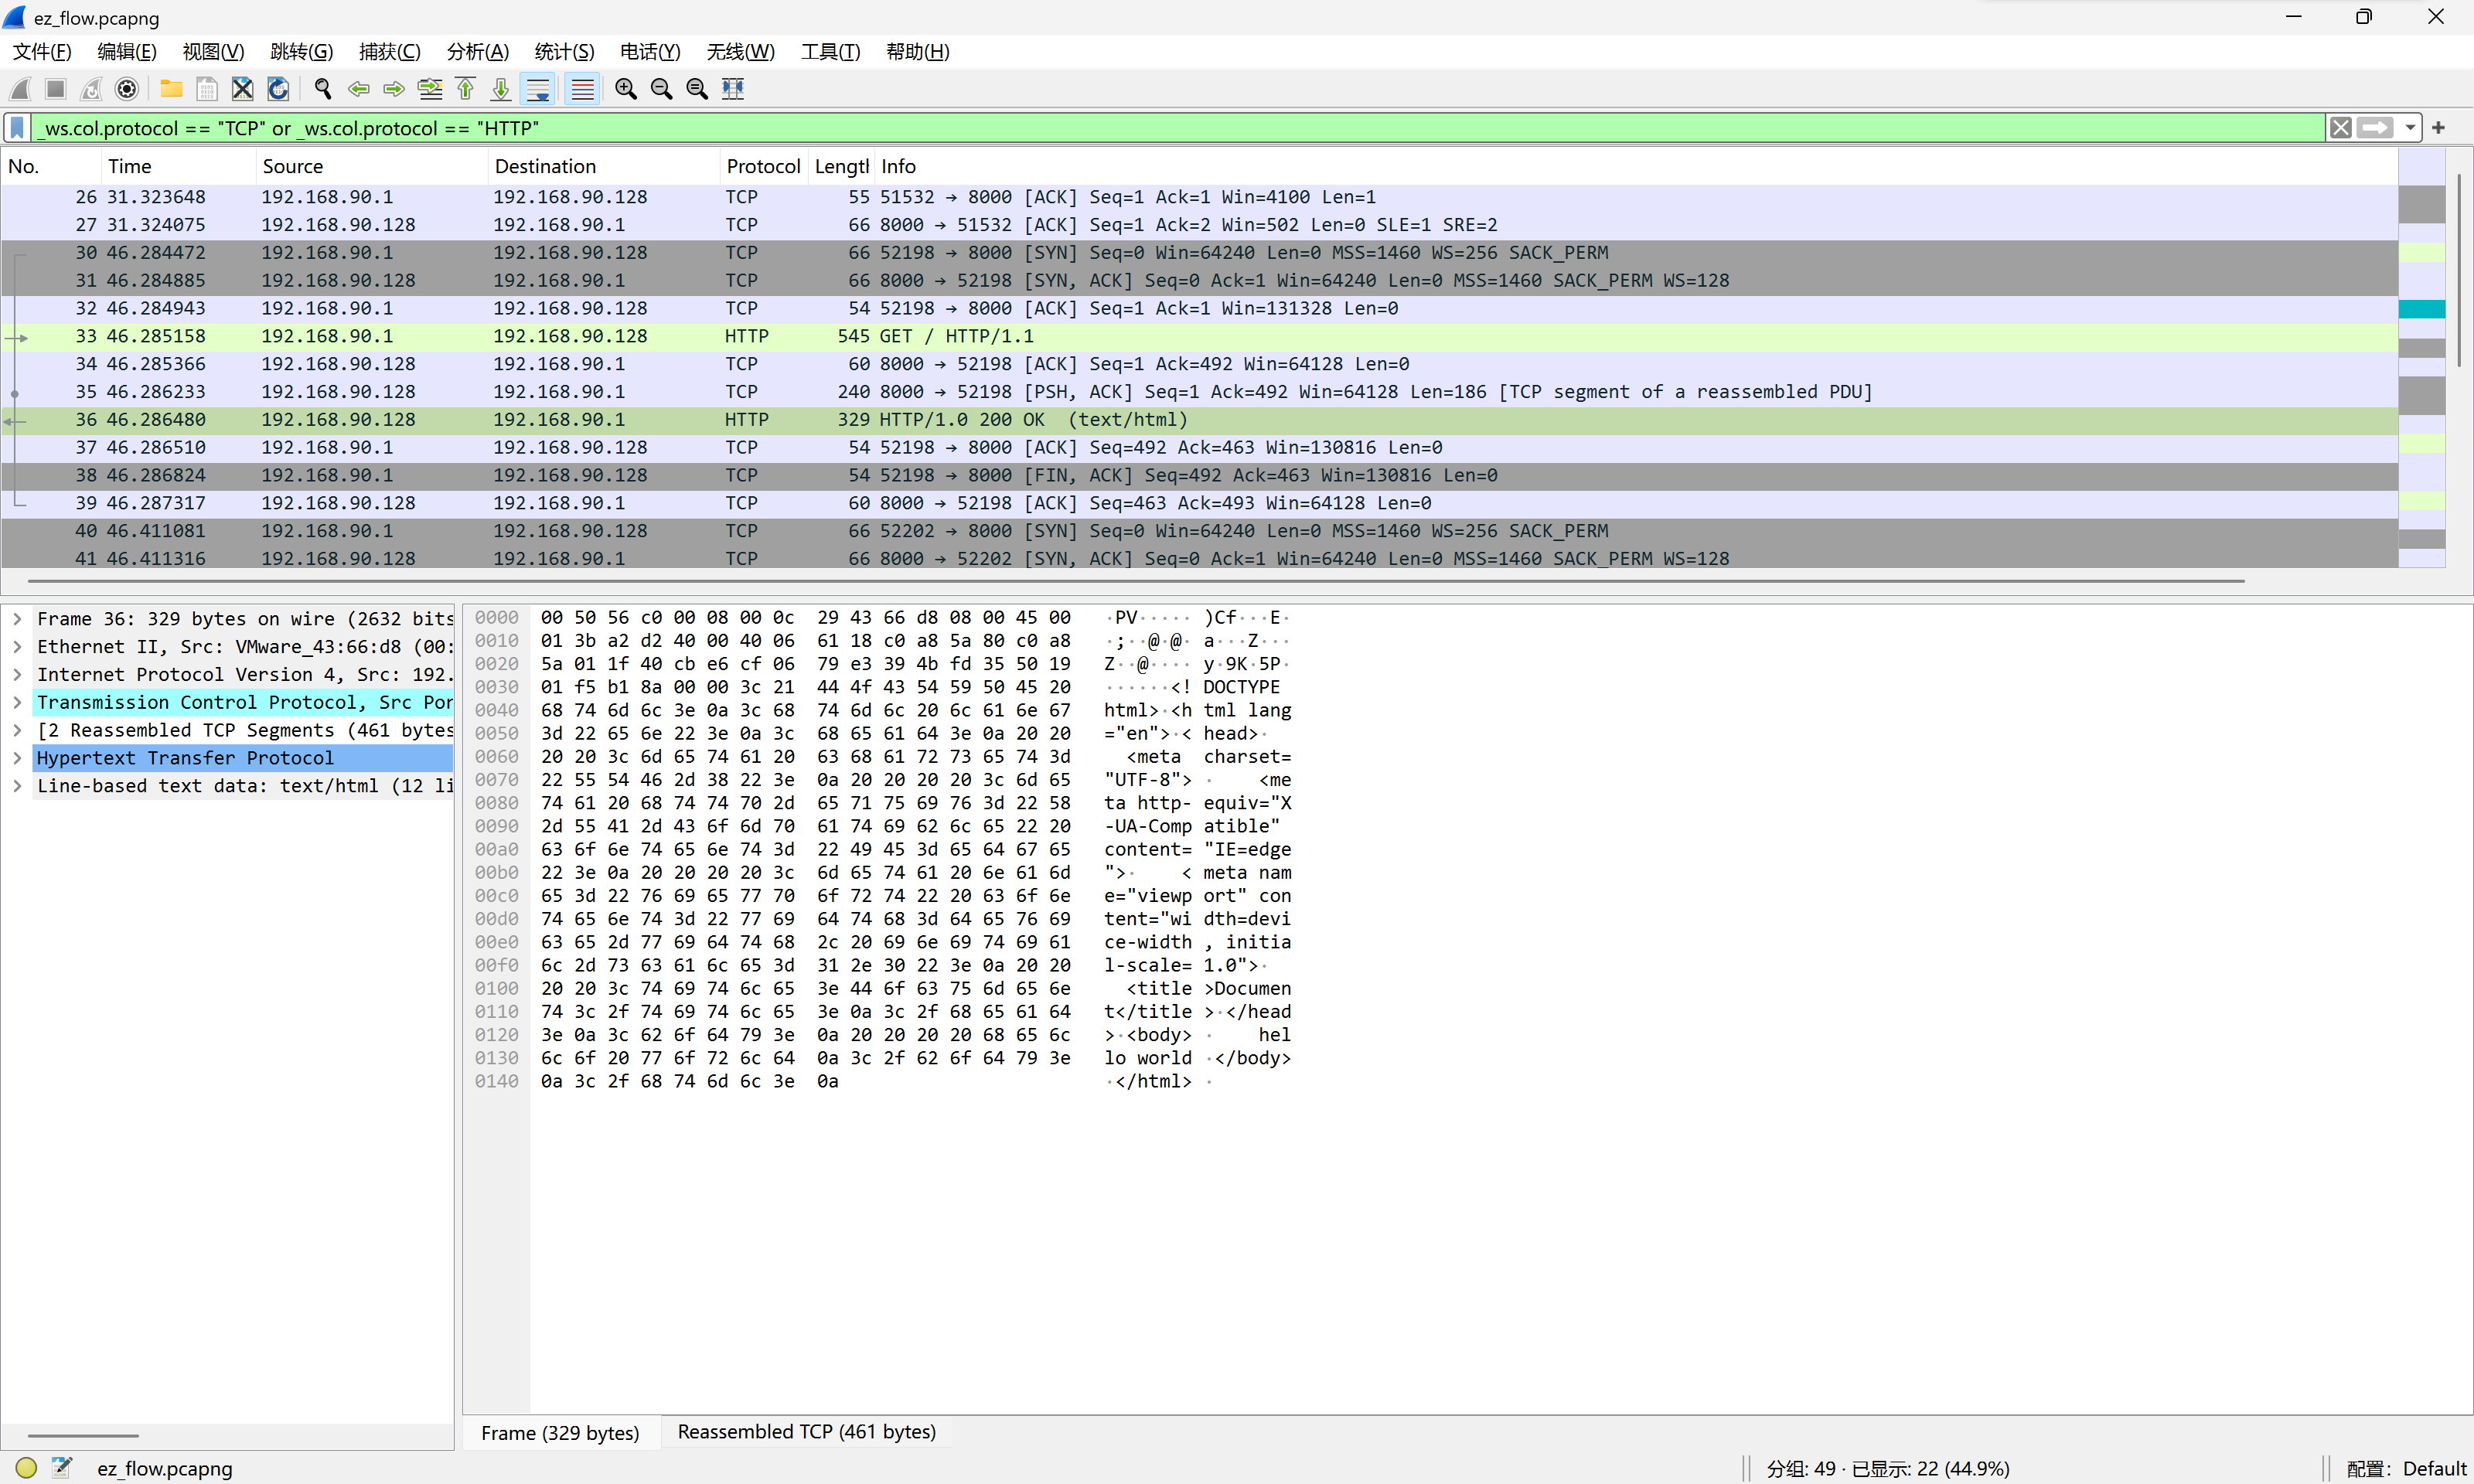 ez_flow.pcapng
文件(F) 编辑(E) 视图(V) 跳转(G) 捕获(C) 分析(A) 统计(S) 电话(Y) 无线(W) 工具(T) 帮助(H)
_ws.col.protocol == "TCP" or _ws.col.protocol == "HTTP"
No. Time Source Destination Protocol Lengtl Info
26 31.323648 192.168.90.1 192.168.90.128 TCP 55 51532 → 8000 [ACK] Seq=1 Ack=1 Win=4100 Len=1
27 31.324075 192.168.90.128 192.168.90.1 TCP 66 8000 → 51532 [ACK] Seq=1 Ack=2 Win=502 Len=0 SLE=1 SRE=2
30 46.284472 192.168.90.1 192.168.90.128 TCP 66 52198 → 8000 [SYN] Seq=0 Win=64240 Len=0 MSS=1460 WS=256 SACK_PERM
31 46.284885 192.168.90.128 192.168.90.1 TCP 66 8000 → 52198 [SYN, ACK] Seq=0 Ack=1 Win=64240 Len=0 MSS=1460 SACK_PERM WS=128
32 46.284943 192.168.90.1 192.168.90.128 TCP 54 52198 → 8000 [ACK] Seq=1 Ack=1 Win=131328 Len=0
33 46.285158 192.168.90.1 192.168.90.128 HTTP 545 GET / HTTP/1.1
34 46.285366 192.168.90.128 192.168.90.1 TCP 60 8000 → 52198 [ACK] Seq=1 Ack=492 Win=64128 Len=0
35 46.286233 192.168.90.128 192.168.90.1 TCP 240 8000 → 52198 [PSH, ACK] Seq=1 Ack=492 Win=64128 Len=186 [TCP segment of a reassembled PDU]
36 46.286480 192.168.90.128 192.168.90.1 HTTP 329 HTTP/1.0 200 OK  (text/html)
37 46.286510 192.168.90.1 192.168.90.128 TCP 54 52198 → 8000 [ACK] Seq=492 Ack=463 Win=130816 Len=0
38 46.286824 192.168.90.1 192.168.90.128 TCP 54 52198 → 8000 [FIN, ACK] Seq=492 Ack=463 Win=130816 Len=0
39 46.287317 192.168.90.128 192.168.90.1 TCP 60 8000 → 52198 [ACK] Seq=463 Ack=493 Win=64128 Len=0
40 46.411081 192.168.90.1 192.168.90.128 TCP 66 52202 → 8000 [SYN] Seq=0 Win=64240 Len=0 MSS=1460 WS=256 SACK_PERM
41 46.411316 192.168.90.128 192.168.90.1 TCP 66 8000 → 52202 [SYN, ACK] Seq=0 Ack=1 Win=64240 Len=0 MSS=1460 SACK_PERM WS=128
Frame 36: 329 bytes on wire (2632 bits
Ethernet II, Src: VMware_43:66:d8 (00:
Internet Protocol Version 4, Src: 192.
Transmission Control Protocol, Src Por
[2 Reassembled TCP Segments (461 bytes
Hypertext Transfer Protocol
Line-based text data: text/html (12 li
0000 00 50 56 c0 00 08 00 0c 29 43 66 d8 08 00 45 00 ·PV····· )Cf···E·
0010 01 3b a2 d2 40 00 40 06 61 18 c0 a8 5a 80 c0 a8 ·;··@·@· a···Z···
0020 5a 01 1f 40 cb e6 cf 06 79 e3 39 4b fd 35 50 19 Z··@···· y·9K·5P·
0030 01 f5 b1 8a 00 00 3c 21 44 4f 43 54 59 50 45 20 ······<! DOCTYPE
0040 68 74 6d 6c 3e 0a 3c 68 74 6d 6c 20 6c 61 6e 67 html>·<h tml lang
0050 3d 22 65 6e 22 3e 0a 3c 68 65 61 64 3e 0a 20 20 ="en">·< head>·
0060 20 20 3c 6d 65 74 61 20 63 68 61 72 73 65 74 3d <meta  charset=
0070 22 55 54 46 2d 38 22 3e 0a 20 20 20 20 3c 6d 65 "UTF-8"> ·    <me
0080 74 61 20 68 74 74 70 2d 65 71 75 69 76 3d 22 58 ta http- equiv="X
0090 2d 55 41 2d 43 6f 6d 70 61 74 69 62 6c 65 22 20 -UA-Comp atible"
00a0 63 6f 6e 74 65 6e 74 3d 22 49 45 3d 65 64 67 65 content= "IE=edge
00b0 22 3e 0a 20 20 20 20 3c 6d 65 74 61 20 6e 61 6d ">·    < meta nam
00c0 65 3d 22 76 69 65 77 70 6f 72 74 22 20 63 6f 6e e="viewp ort" con
00d0 74 65 6e 74 3d 22 77 69 64 74 68 3d 64 65 76 69 tent="wi dth=devi
00e0 63 65 2d 77 69 64 74 68 2c 20 69 6e 69 74 69 61 ce-width , initia
00f0 6c 2d 73 63 61 6c 65 3d 31 2e 30 22 3e 0a 20 20 l-scale= 1.0">·
0100 20 20 3c 74 69 74 6c 65 3e 44 6f 63 75 6d 65 6e <title >Documen
0110 74 3c 2f 74 69 74 6c 65 3e 0a 3c 2f 68 65 61 64 t</title >·</head
0120 3e 0a 3c 62 6f 64 79 3e 0a 20 20 20 20 68 65 6c >·<body> ·    hel
0130 6c 6f 20 77 6f 72 6c 64 0a 3c 2f 62 6f 64 79 3e lo world ·</body>
0140 0a 3c 2f 68 74 6d 6c 3e 0a ·</html> ·
Frame (329 bytes) Reassembled TCP (461 bytes)
ez_flow.pcapng 分组: 49 · 已显示: 22 (44.9%) 配置: Default